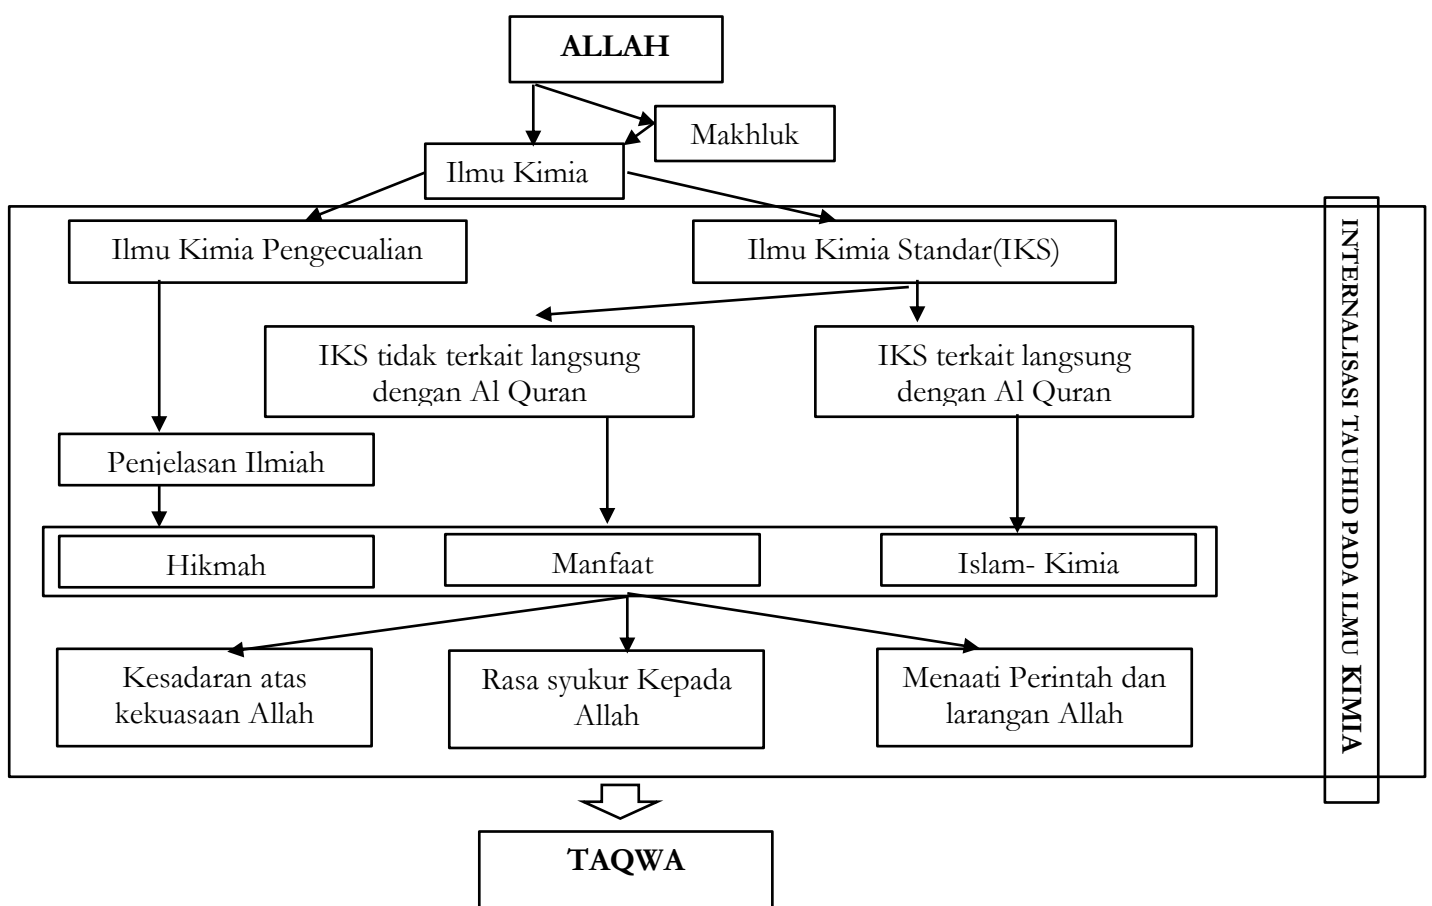 ALLAH
Makhluk
Ilmu Kimia
Ilmu Kimia Pengecualian
Ilmu Kimia Standar(IKS)
IKS tidak terkait langsung
dengan Al Quran
IKS terkait langsung
dengan Al Quran
Penjelasan Ilmiah
Hikmah
Manfaat
Islam- Kimia
Kesadaran atas
kekuasaan Allah
Rasa syukur Kepada
Allah
Menaati Perintah dan
larangan Allah
INTERNALISASI TAUHID PADA ILMU KIMIA
TAQWA